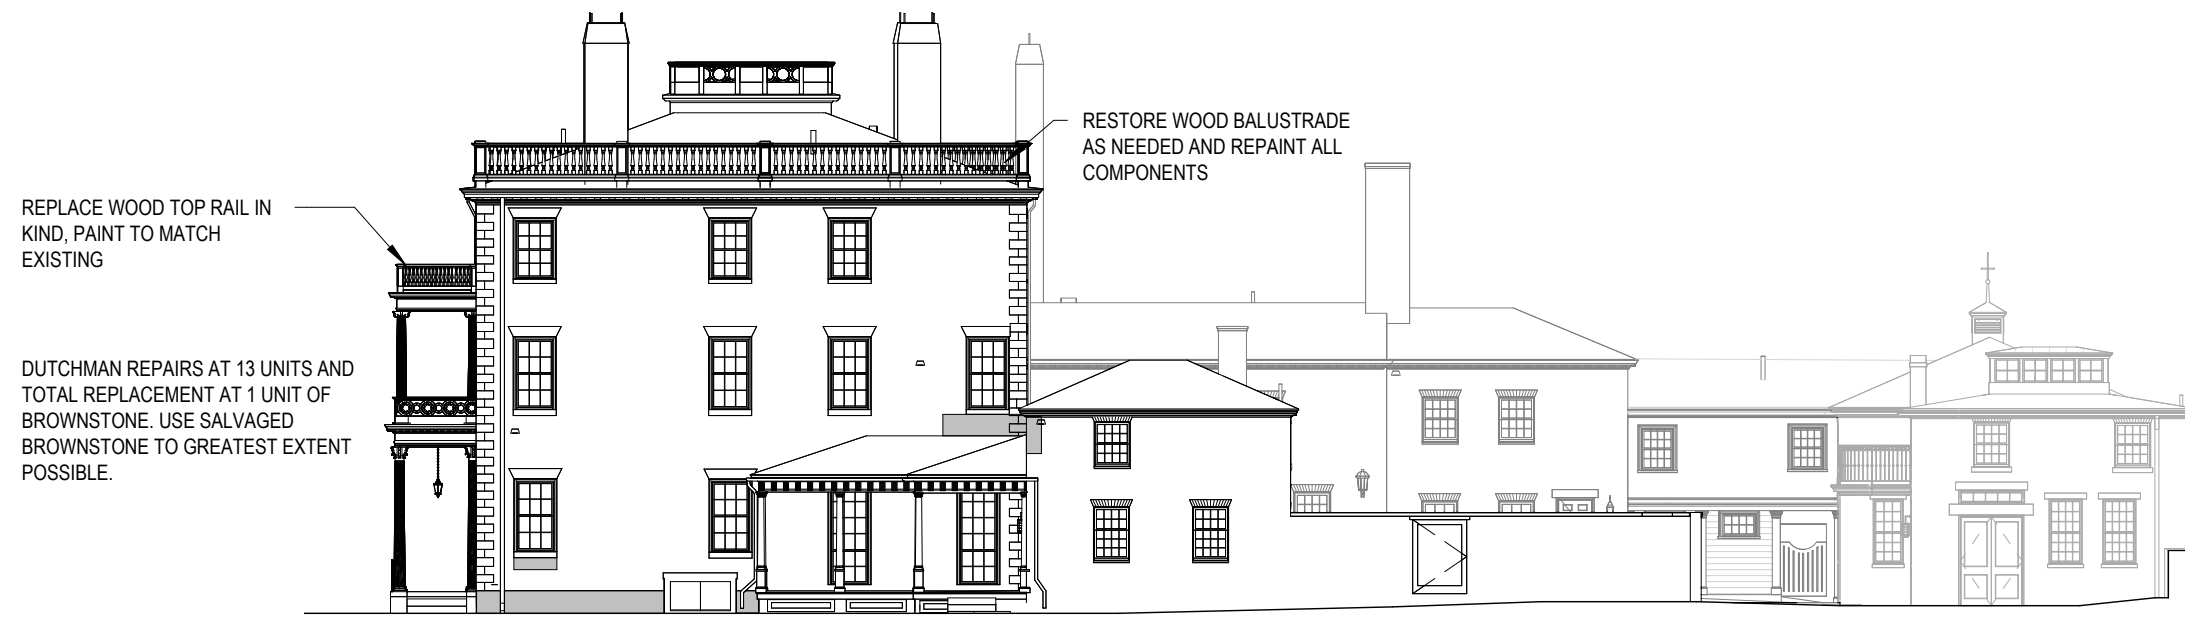 RESTORE WOOD BALUSTRADE
AS NEEDED AND REPAINT ALL
COMPONENTS
REPLACE WOOD TOP RAIL IN
KIND, PAINT TO MATCH
EXISTING
DUTCHMAN REPAIRS AT 13 UNITS AND
TOTAL REPLACEMENT AT 1 UNIT OF
BROWNSTONE. USE SALVAGED
BROWNSTONE TO GREATEST EXTENT
POSSIBLE.